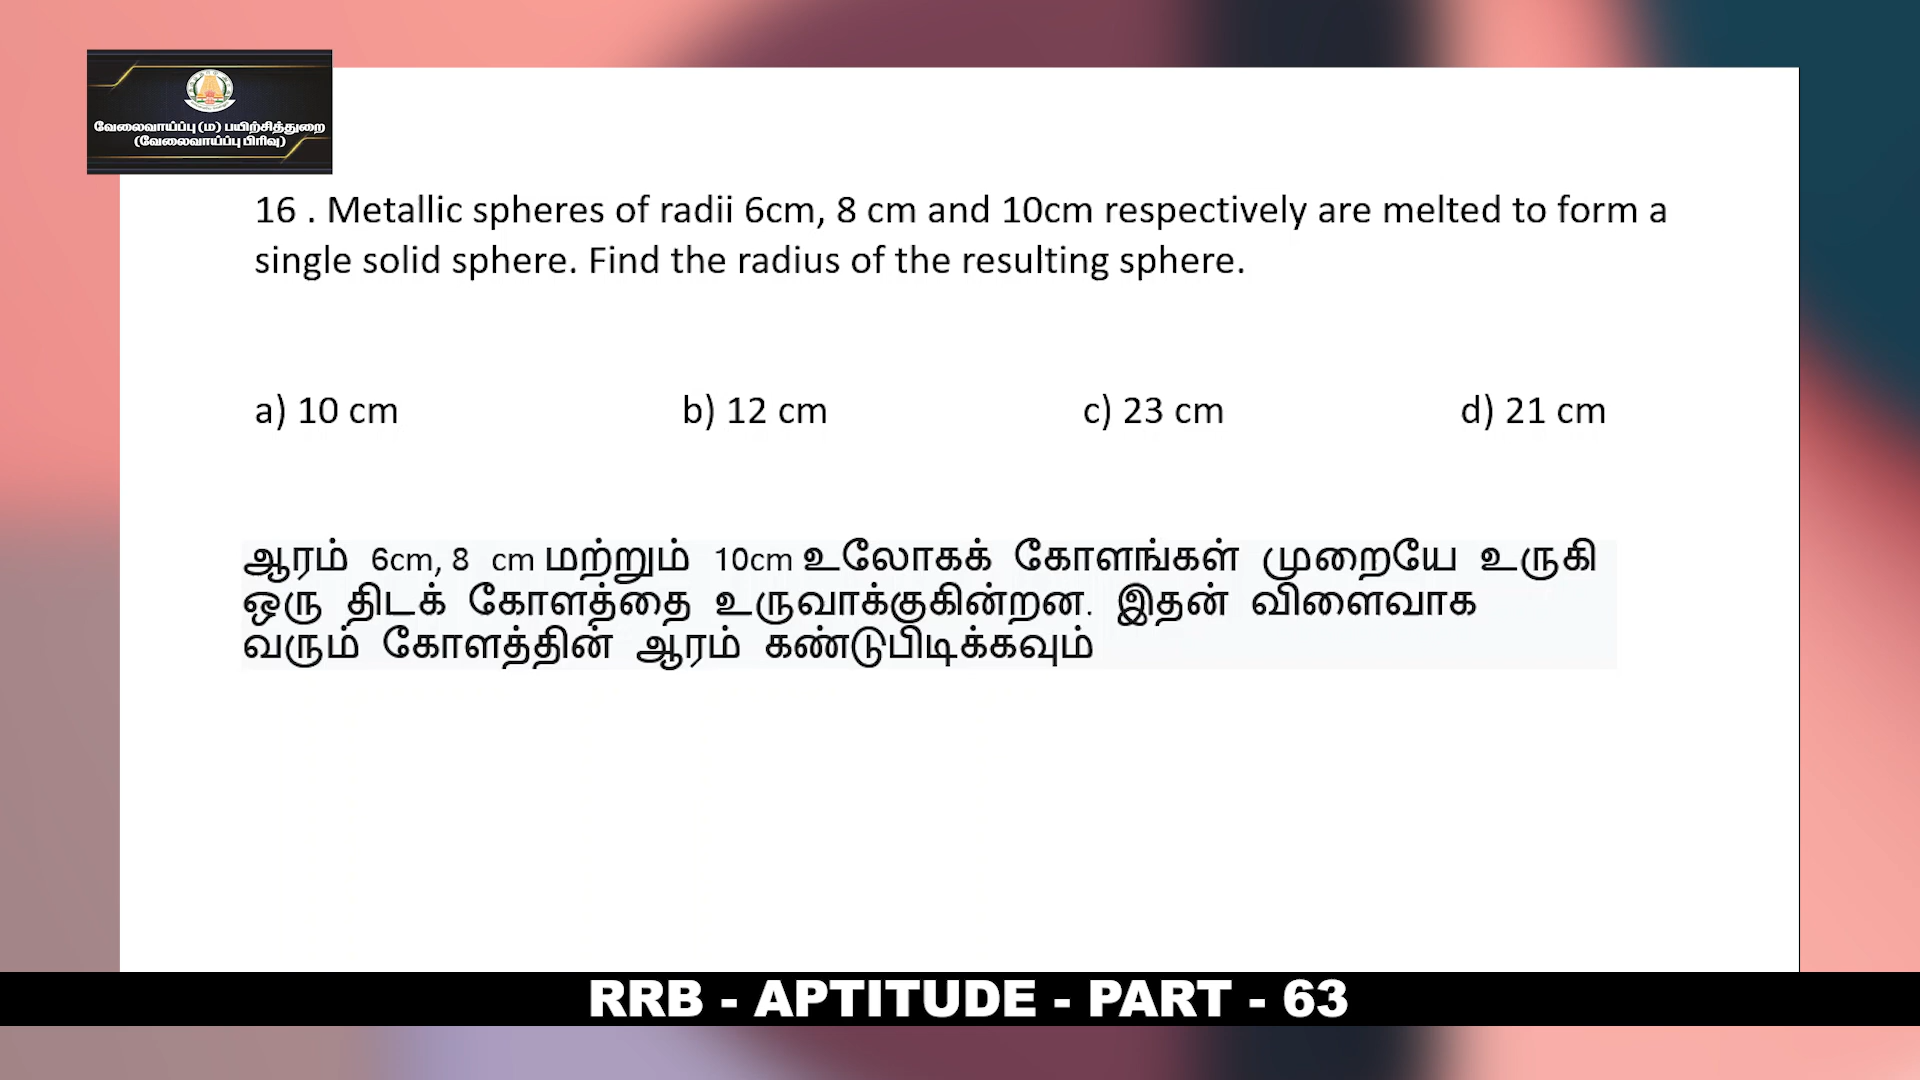 வேலைவாய்ப்பு (ம) பயிற்சித்துறை
(வேலைவாய்ப்பு பிரிவு)
16 . Metallic spheres of radii 6cm, 8 cm and 10cm respectively are melted to form a
single solid sphere. Find the radius of the resulting sphere.
a) 10 cm b) 12 cm c) 23 cm d) 21 cm
ஆரம் 6cm, 8 cm மற்றும் 10cm உலோகக் கோளங்கள் முறையே உருகி
ஒரு திடக் கோளத்தை உருவாக்குகின்றன. இதன் விளைவாக
வரும் கோளத்தின் ஆரம் கண்டுபிடிக்கவும்
RRB - APTITUDE - PART - 63